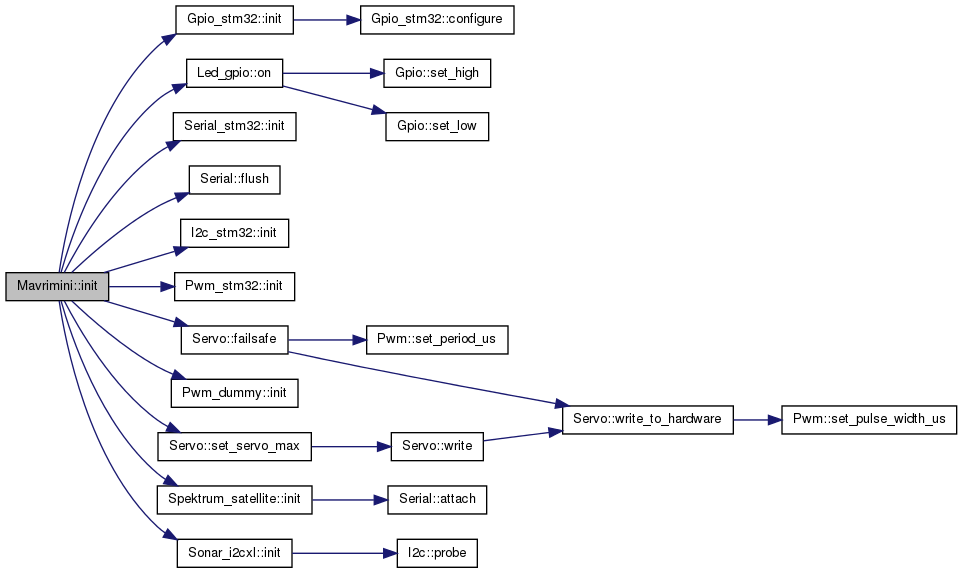 Gpio_stm32::init
Gpio_stm32::configure
Led_gpio::on
Gpio::set_high
Gpio::set_low
Serial_stm32::init
Serial::flush
I2c_stm32::init
Mavrimini::init
Pwm_stm32::init
Servo::failsafe
Pwm::set_period_us
Pwm_dummy::init
Servo::write_to_hardware
Pwm::set_pulse_width_us
Servo::set_servo_max
Servo::write
Spektrum_satellite::init
Serial::attach
Sonar_i2cxl::init
I2c::probe